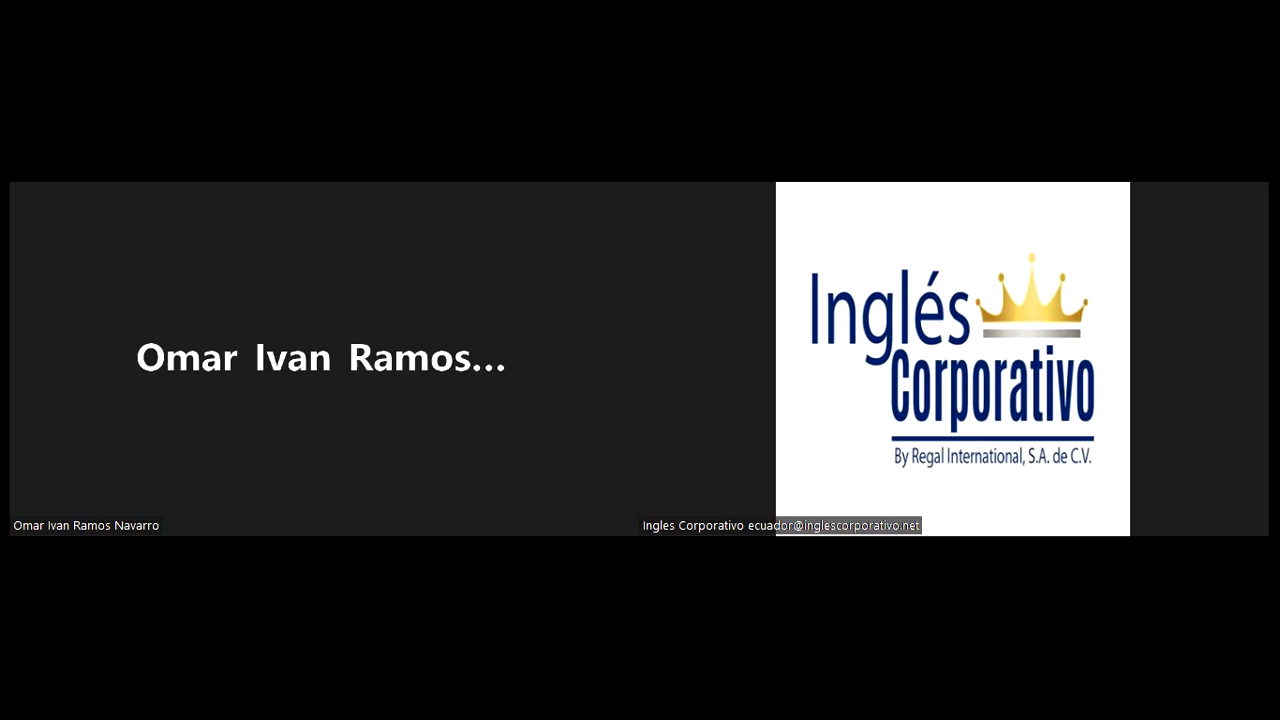 Omar Ivan Ramos...
Omar Ivan Ramos Navarro
Inglés
Corporativo
By Regal International, S.A. de C.V.
Ingles Corporativo ecuador@inglescorporativo.net